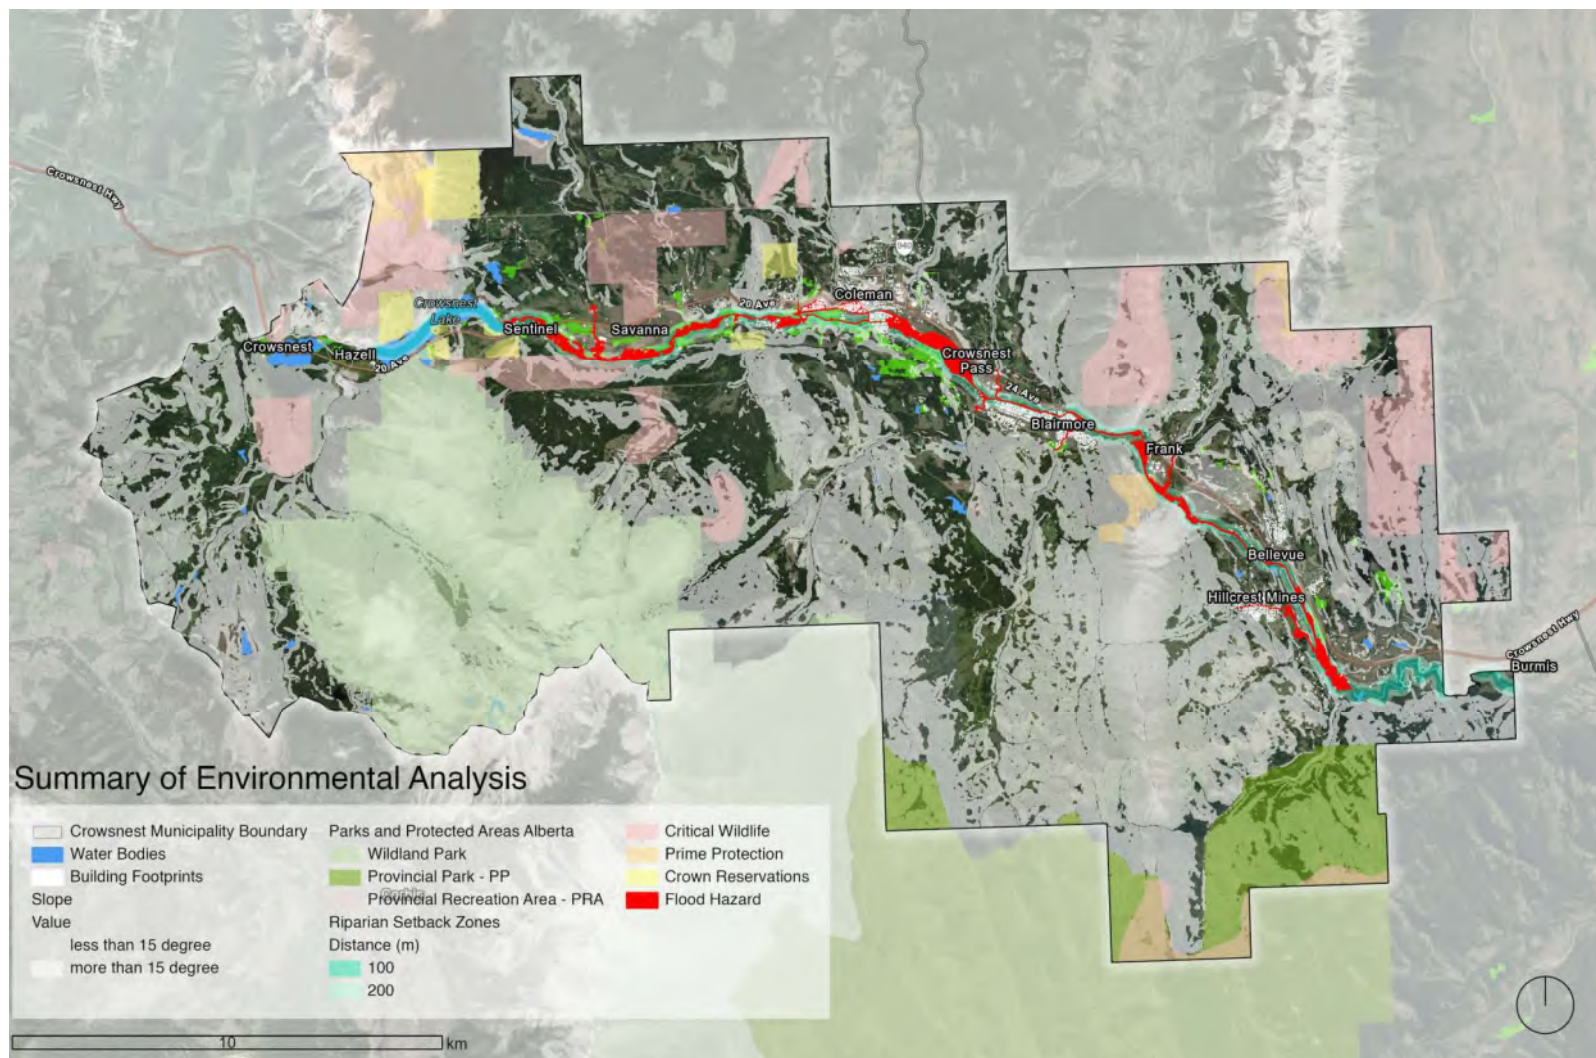 Crowsnest Hwy
940
Coleman
20 Ave
Crowsnest
Lake
Sentinel
Savanna
Crowsnest
Hazell
20 Ave
Crowsnest
Pass
24 Ave
Blairmore
Frank
Bellevue
Hillcrest Mines
Crowsnest Hwy
Burmis
Summary of Environmental Analysis
Crowsnest Municipality Boundary
Water Bodies
Building Footprints
Slope
Value
less than 15 degree
more than 15 degree
Parks and Protected Areas Alberta
Wildland Park
Provincial Park - PP
Corbin
Provincial Recreation Area - PRA
Riparian Setback Zones
Distance (m)
100
200
Critical Wildlife
Prime Protection
Crown Reservations
Flood Hazard
10
km